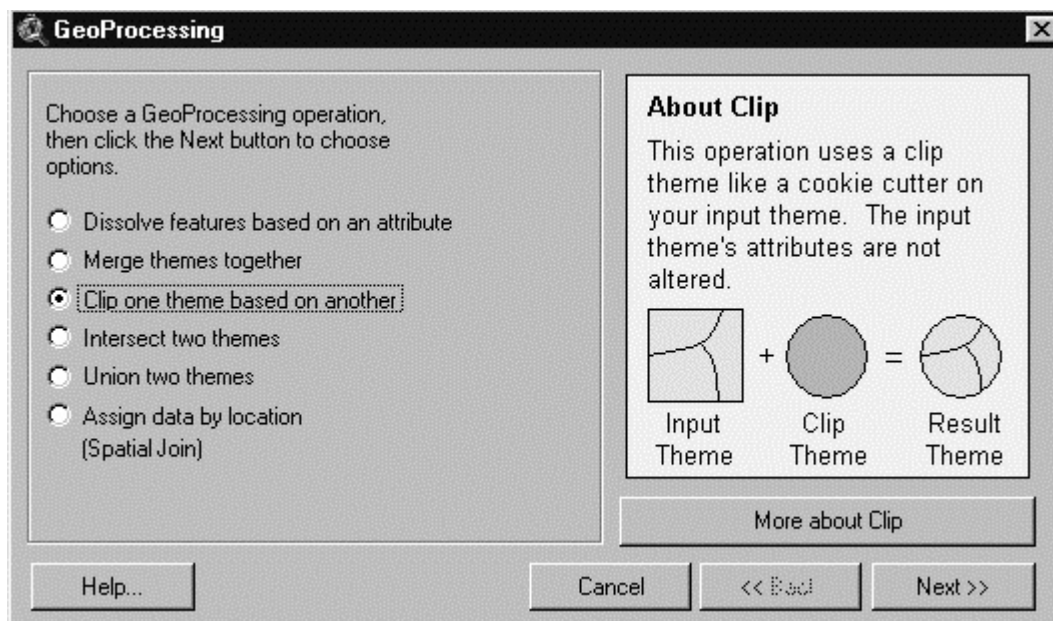 GeoProcessing
Choose a GeoProcessing operation,
then click the Next button to choose
options.
Dissolve features based on an attribute
Merge themes together
Clip one theme based on another
Intersect two themes
Union two themes
Assign data by location
(Spatial Join)
About Clip
This operation uses a clip
theme like a cookie cutter on
your input theme. The input
theme's attributes are not
altered.
+ =
Input Clip Result
Theme Theme Theme
More about Clip
Help... Cancel << Back Next >>